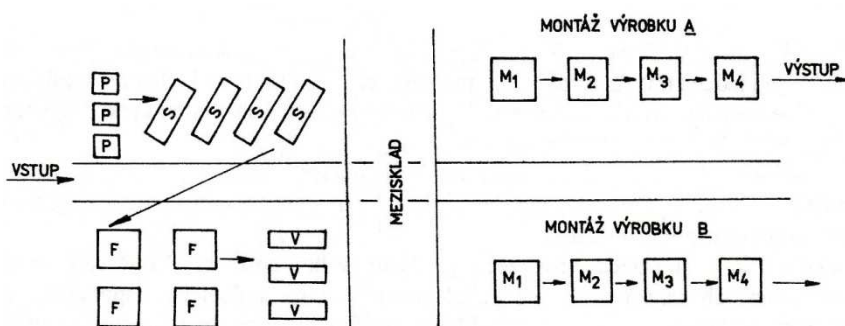 MONTÁŽ VÝROBKU A
P
P
P
S S S S
M1 M2 M3 M4 VÝSTUP
VSTUP
MEZISKLAD
MONTÁŽ VÝROBKU B
F F
V
V
V
F F
M1 M2 M3 M4